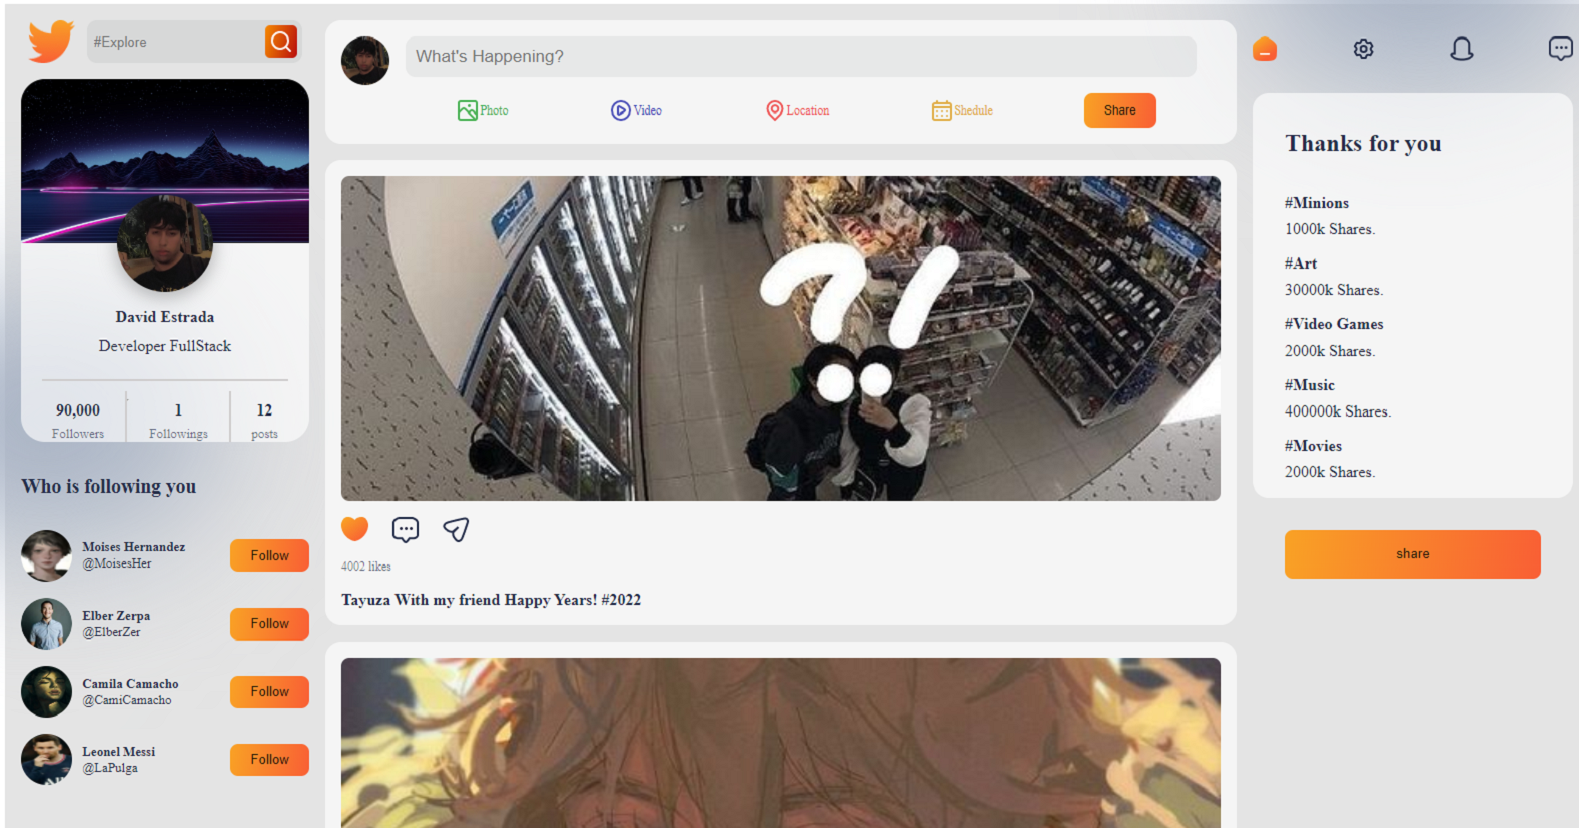 #Explore
David Estrada
Developer FullStack
90,000
Followers
1
Followings
12
posts
Who is following you
Moises Hernandez
@MoisesHer
Follow
Elber Zerpa
@ElberZer
Follow
Camila Camacho
@CamiCamacho
Follow
Leonel Messi
@LaPulga
Follow
What's Happening?
Photo
Video
Location
Shedule
Share
4002 likes
Tayuza With my friend Happy Years! #2022
Thanks for you
#Minions
1000k Shares.
#Art
30000k Shares.
#Video Games
2000k Shares.
#Music
400000k Shares.
#Movies
2000k Shares.
share